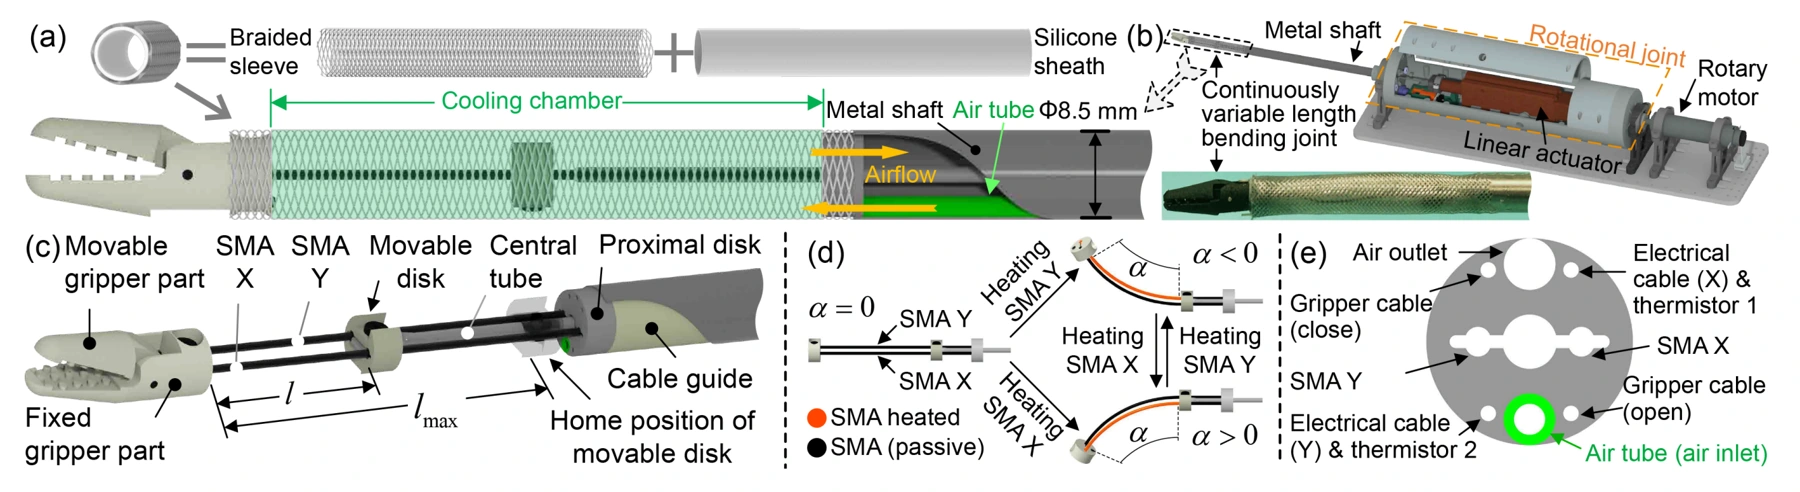 (a)
Braided
sleeve
Silicone
sheath
Cooling chamber
Metal shaft
Air tube
Φ8.5 mm
Airflow
(b)
Metal shaft
Rotational joint
Rotary
motor
Continuously
variable length
bending joint
Linear actuator
(c)
Movable
gripper part
SMA
X
SMA
Y
Movable
disk
Central
tube
Proximal disk
l
lmax
Cable guide
Home position of
movable disk
Fixed
gripper part
(d)
α = 0
SMA Y
SMA X
Heating
SMA Y
α
α < 0
Heating
SMA X
Heating
SMA Y
Heating
SMA X
α
α > 0
SMA heated
SMA (passive)
(e)
Air outlet
Electrical
cable (X) &
thermistor 1
Gripper cable
(close)
SMA X
SMA Y
Gripper cable
(open)
Electrical cable
(Y) & thermistor 2
Air tube (air inlet)